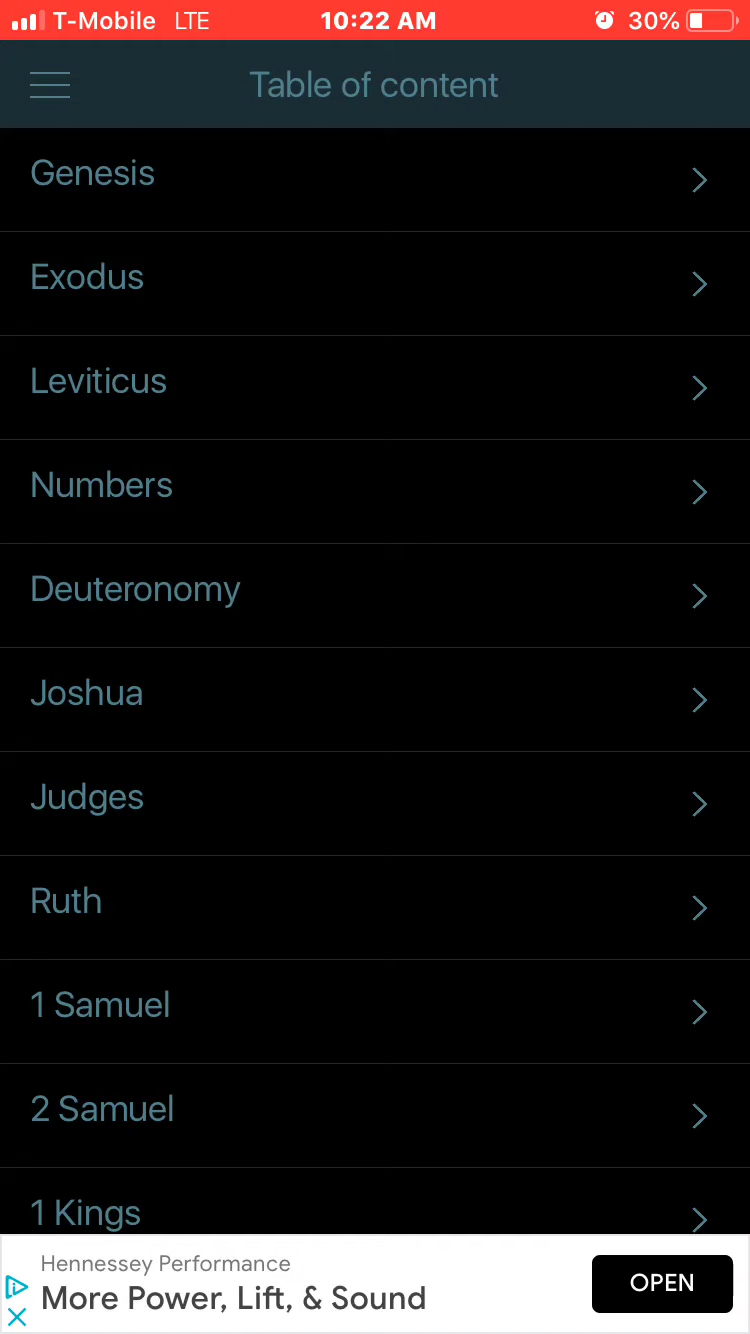 T-Mobile LTE 10:22 AM 30%
Table of content
Genesis
Exodus
Leviticus
Numbers
Deuteronomy
Joshua
Judges
Ruth
1 Samuel
2 Samuel
1 Kings
Hennessey Performance
More Power, Lift, & Sound
OPEN